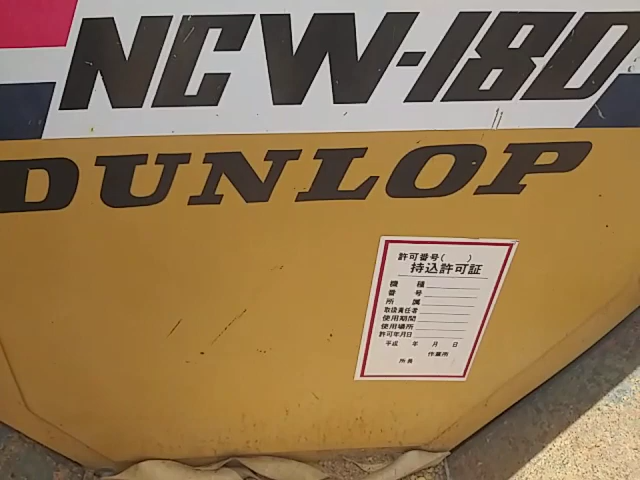 NCW-18D
DUNLOP
許可番号( )
持込許可証
機種
番号
所属
取扱責任者
使用期間
使用場所
許可年月日
平成 年 月 日
作業所
所長